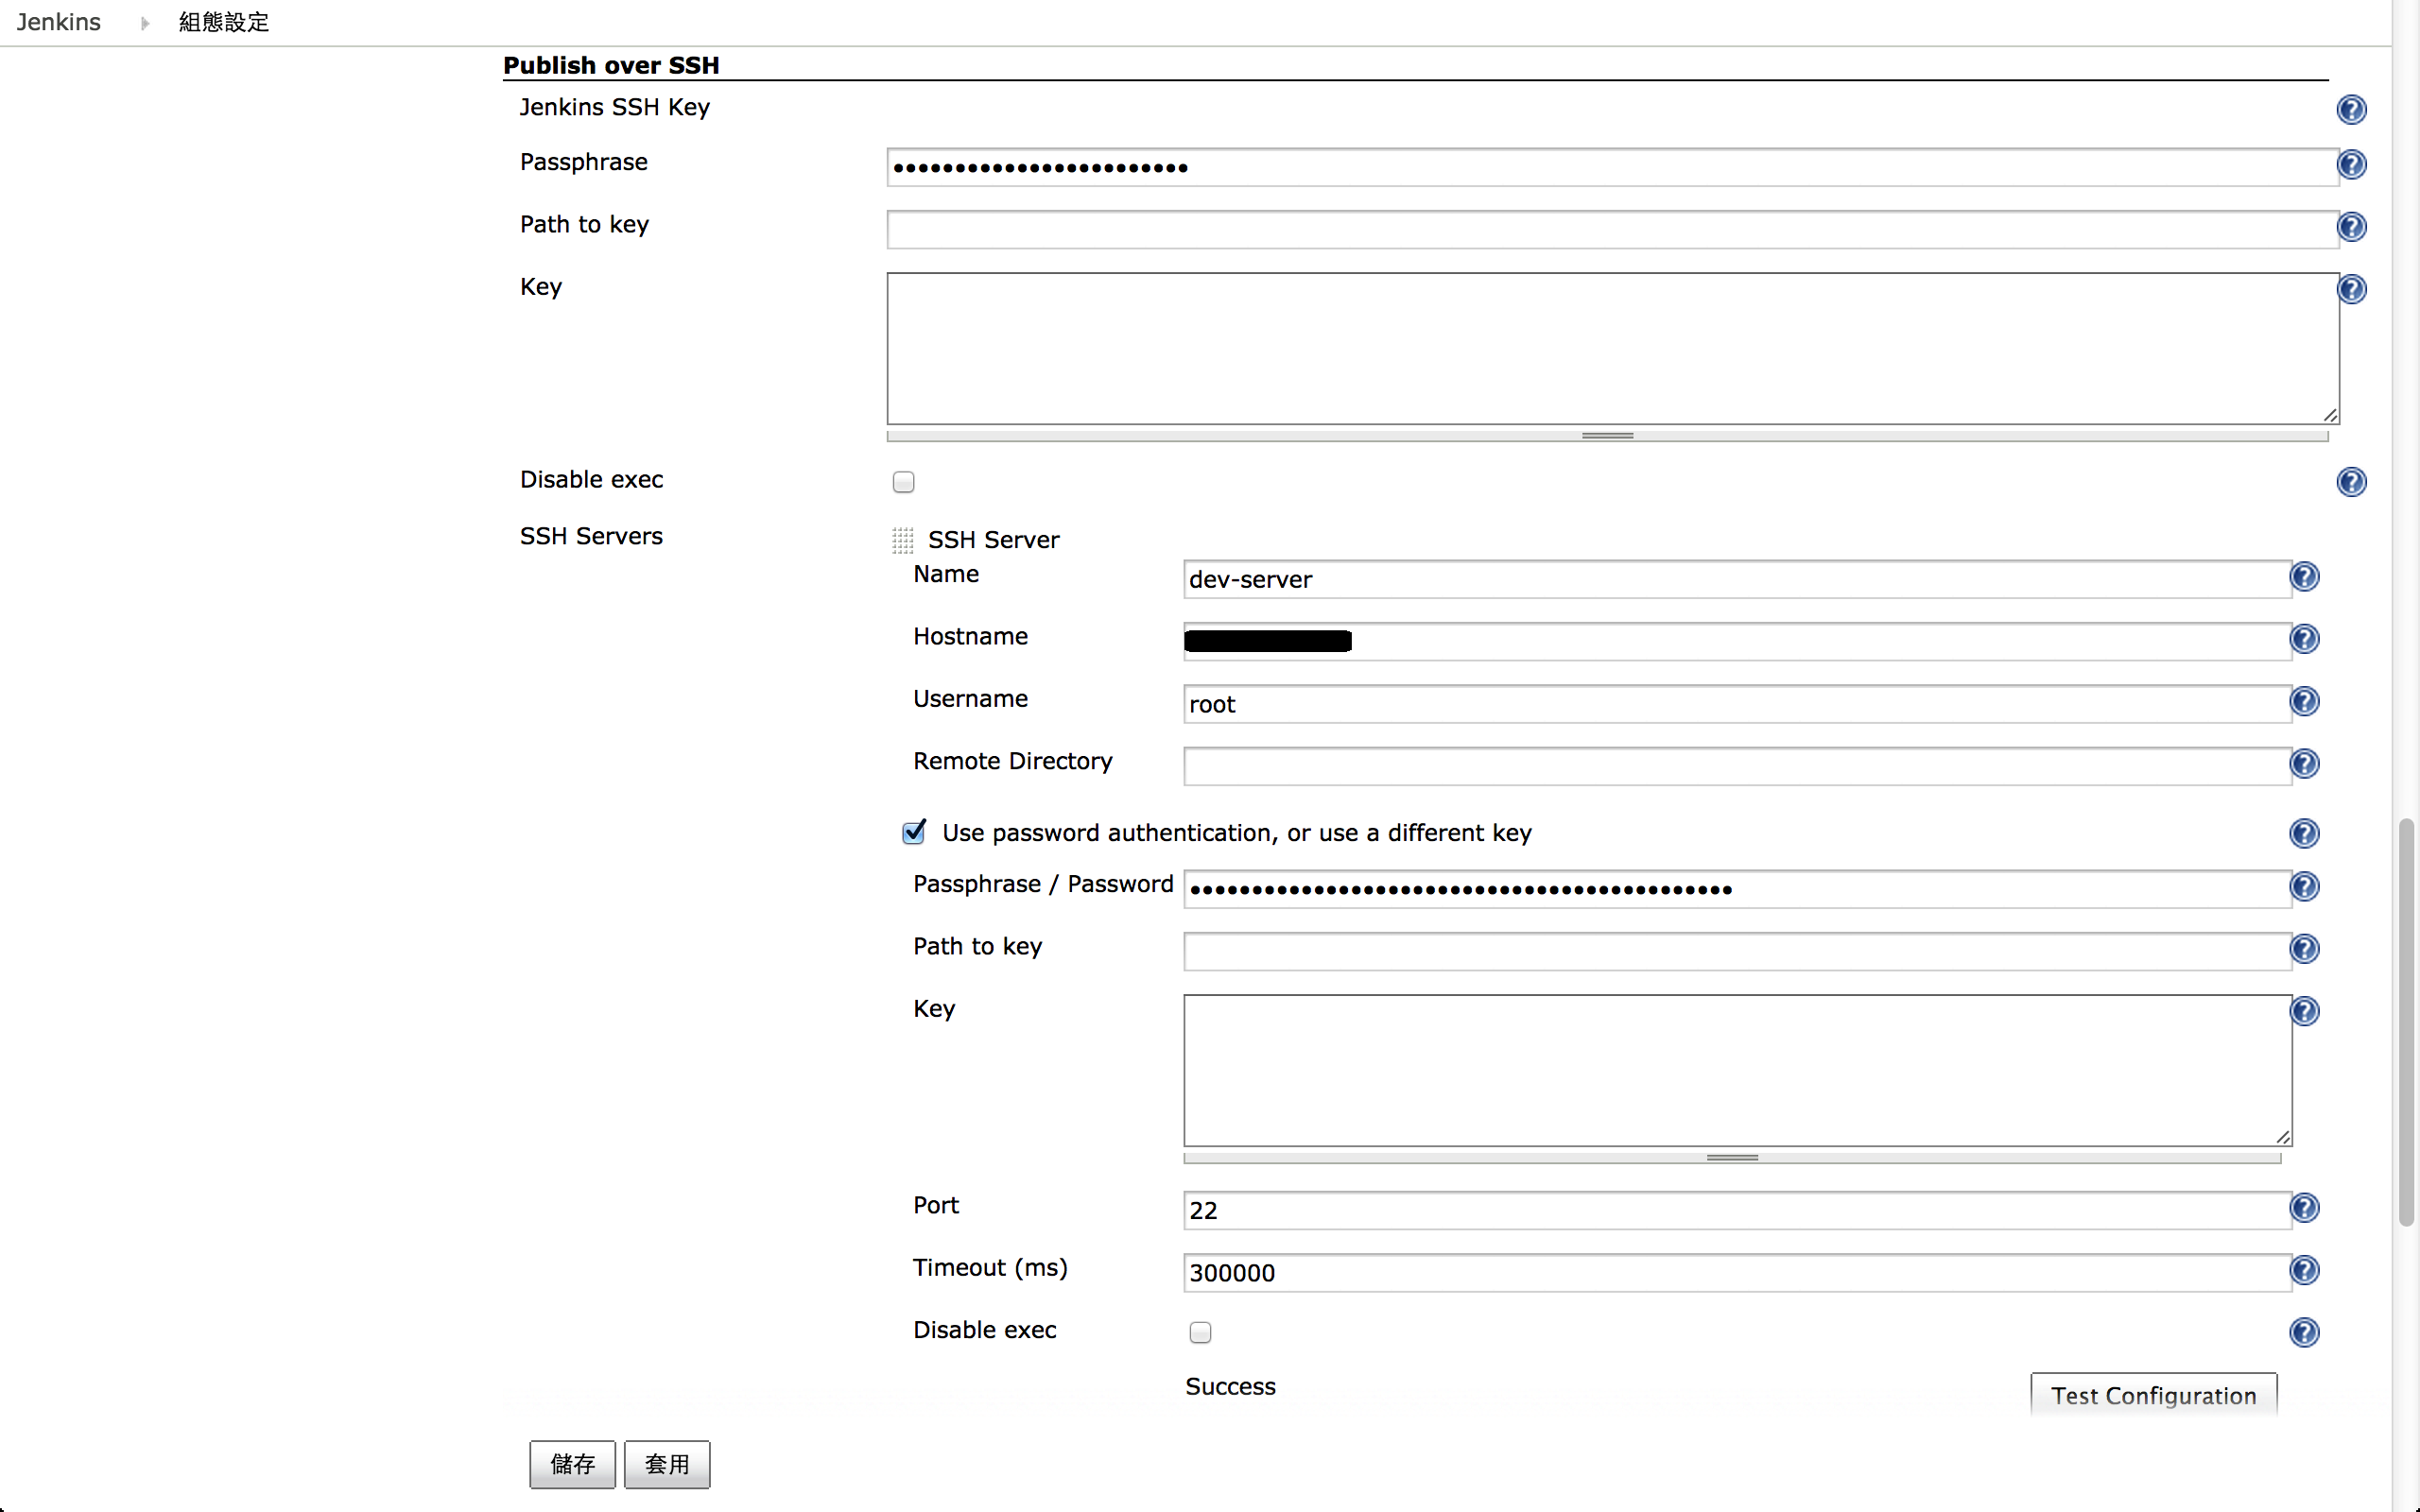 Jenkins 組態設定
Publish over SSH
Jenkins SSH Key
Passphrase ••••••••••••••••••••••••
Path to key
Key
Disable exec
SSH Servers
SSH Server
Name dev-server
Hostname
Username root
Remote Directory
Use password authentication, or use a different key
Passphrase / Password ••••••••••••••••••••••••••••••••••••••••••••
Path to key
Key
Port 22
Timeout (ms) 300000
Disable exec
Success Test Configuration
儲存 套用